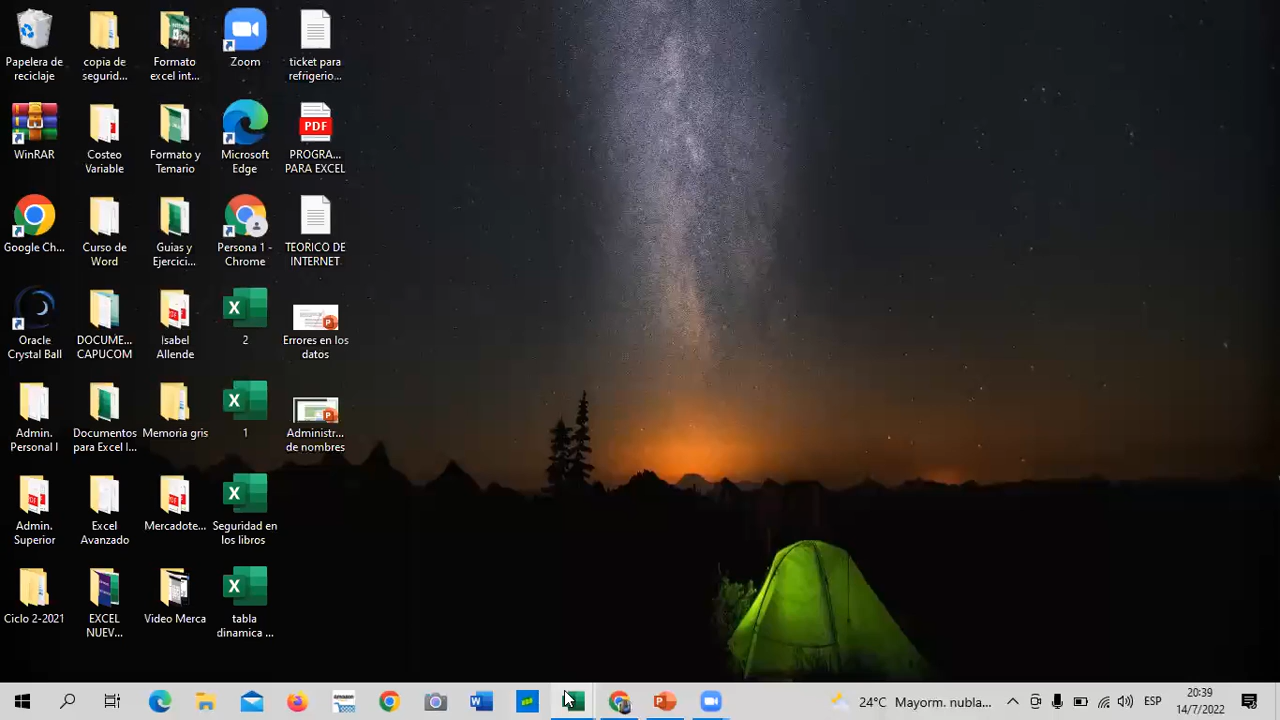 Papelera de
reciclaje
copia de
segurid...
Formato
excel int...
Zoom
ticket para
refrigerio...
WinRAR
Costeo
Variable
Formato y
Temario
Microsoft
Edge
PDF
PROGRA...
PARA EXCEL
Google Ch...
Curso de
Word
Guias y
Ejercici...
Persona 1 -
Chrome
TEORICO DE
INTERNET
Oracle
Crystal Ball
DOCUME...
CAPUCOM
Isabel
Allende
2
Errores en los
datos
Admin.
Personal I
Documentos
para Excel I...
Memoria gris
1
Administr...
de nombres
Admin.
Superior
Excel
Avanzado
Mercadote...
Seguridad en
los libros
Ciclo 2-2021
EXCEL
NUEV...
Video Merca
tabla
dinamica ...
24°C Mayorm. nubla...
ESP
20:39
14/7/2022